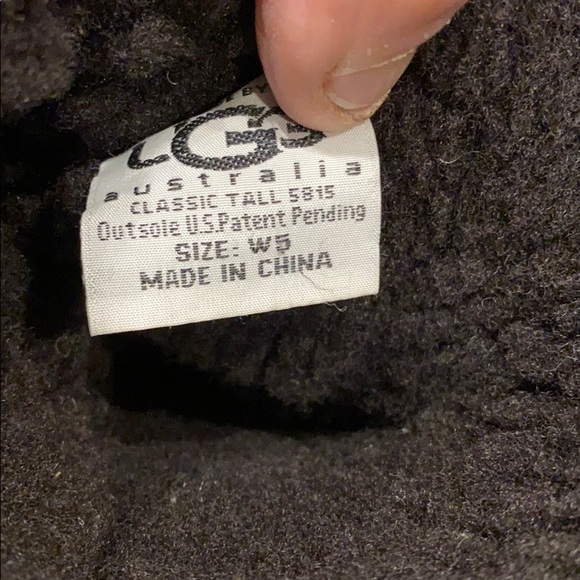 UGG
australia
CLASSIC TALL 5815
Outsole U.S.Patent Pending
SIZE: W5
MADE IN CHINA